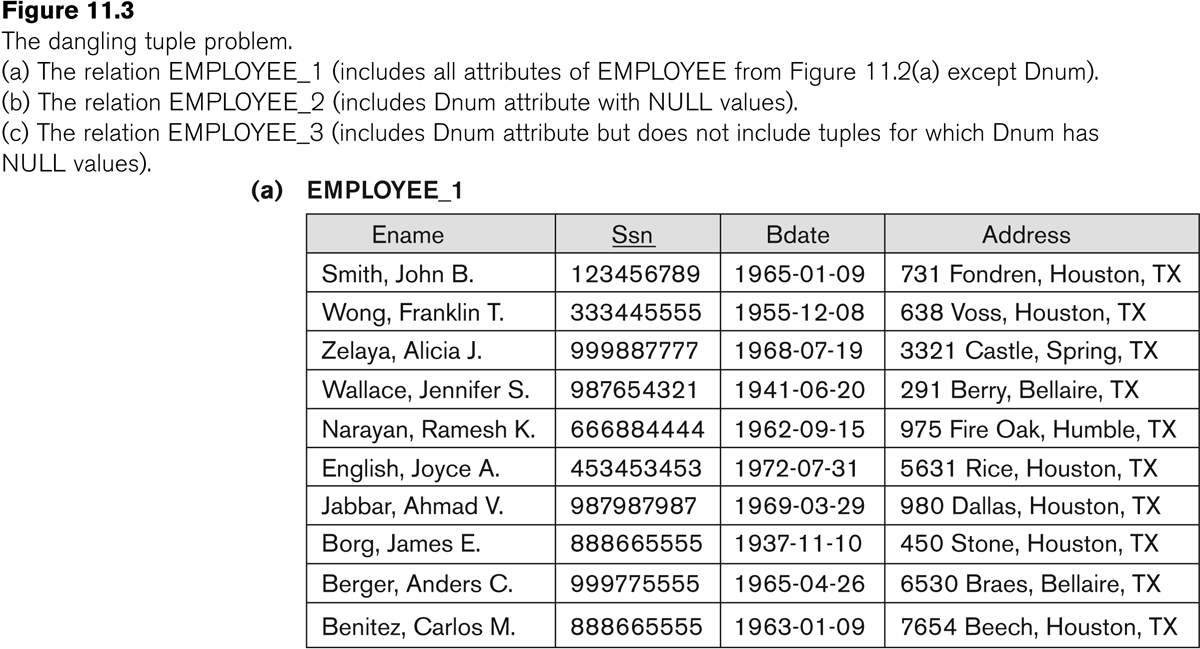 Figure 11.3
The dangling tuple problem.
(a) The relation EMPLOYEE_1 (includes all attributes of EMPLOYEE from Figure 11.2(a) except Dnum).
(b) The relation EMPLOYEE_2 (includes Dnum attribute with NULL values).
(c) The relation EMPLOYEE_3 (includes Dnum attribute but does not include tuples for which Dnum has
NULL values).
(a) EMPLOYEE_1
Ename Ssn Bdate Address
Smith, John B. 123456789 1965-01-09 731 Fondren, Houston, TX
Wong, Franklin T. 333445555 1955-12-08 638 Voss, Houston, TX
Zelaya, Alicia J. 999887777 1968-07-19 3321 Castle, Spring, TX
Wallace, Jennifer S. 987654321 1941-06-20 291 Berry, Bellaire, TX
Narayan, Ramesh K. 666884444 1962-09-15 975 Fire Oak, Humble, TX
English, Joyce A. 453453453 1972-07-31 5631 Rice, Houston, TX
Jabbar, Ahmad V. 987987987 1969-03-29 980 Dallas, Houston, TX
Borg, James E. 888665555 1937-11-10 450 Stone, Houston, TX
Berger, Anders C. 999775555 1965-04-26 6530 Braes, Bellaire, TX
Benitez, Carlos M. 888665555 1963-01-09 7654 Beech, Houston, TX